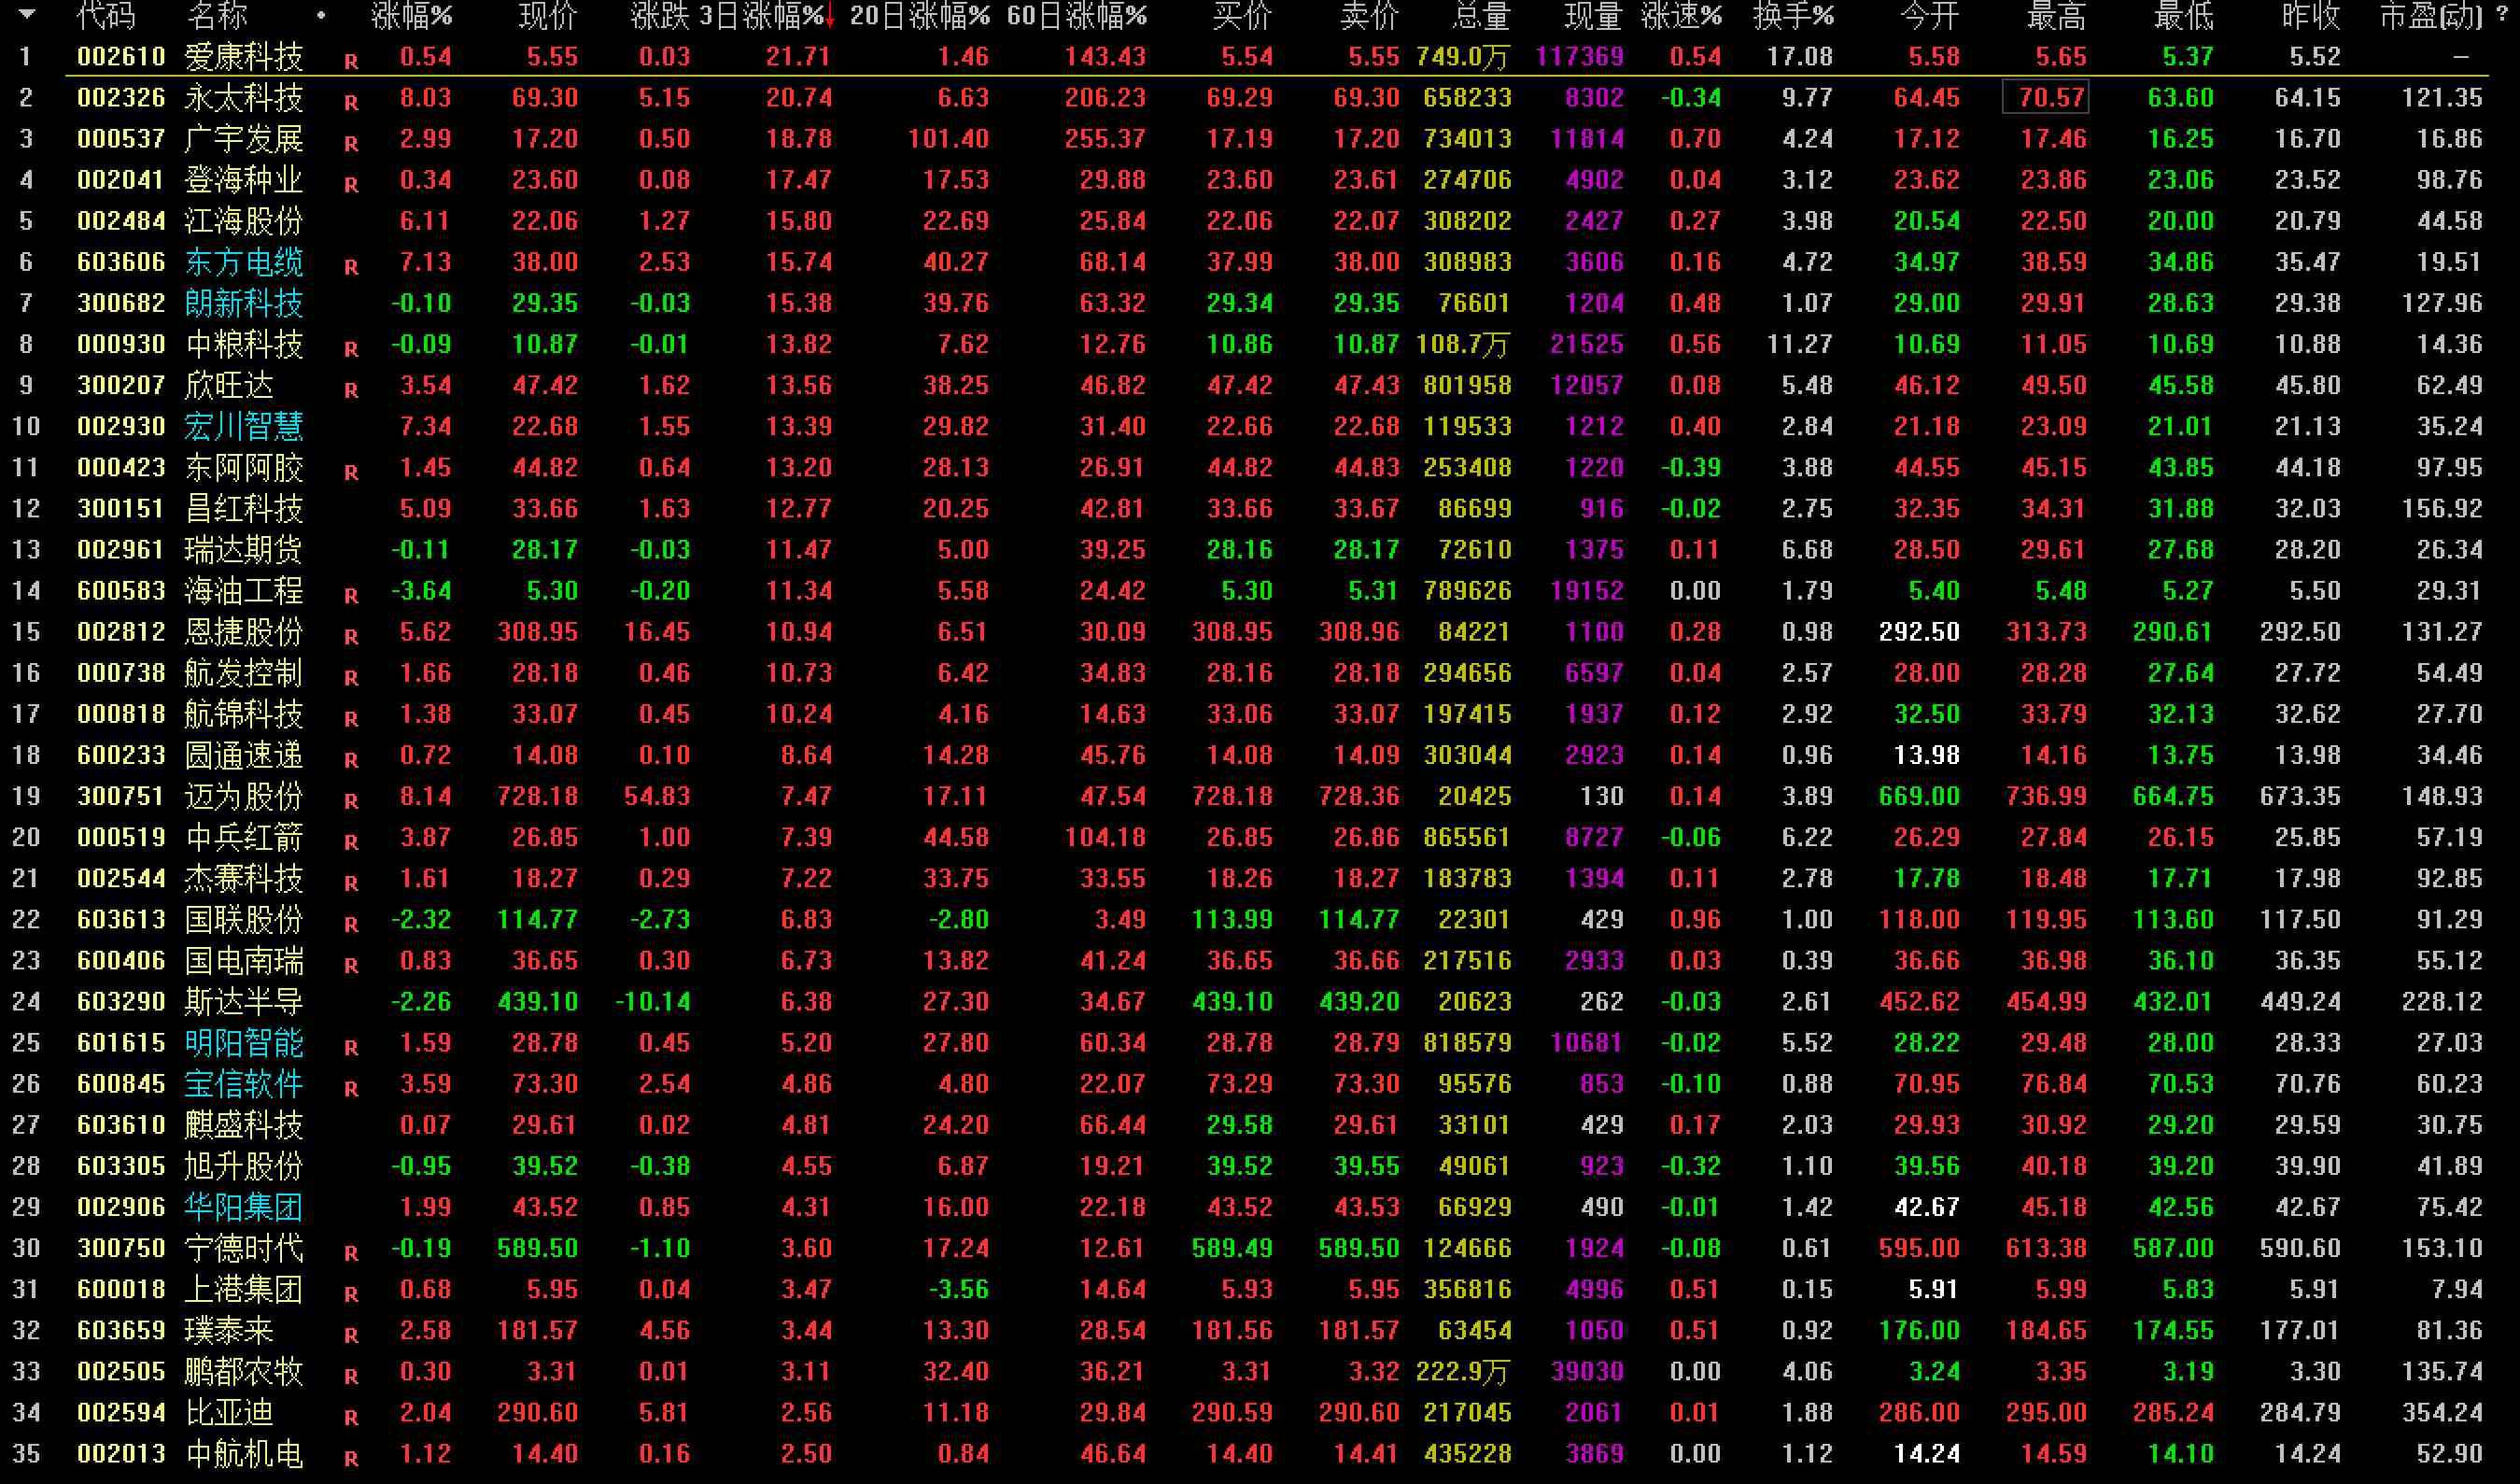 代码 名称 涨幅% 现价 涨跌 3日涨幅%↓ 20日涨幅% 60日涨幅% 买价 卖价 总量 现量 涨速% 换手% 今开 最高 最低 昨收 市盈(动) ?
1 002610 爱康科技 R 0.54 5.55 0.03 21.71 1.46 143.43 5.54 5.55 749.0万 117369 0.54 17.08 5.58 5.65 5.37 5.52 —
2 002326 永太科技 R 8.03 69.30 5.15 20.74 6.63 206.23 69.29 69.30 658233 8302 -0.34 9.77 64.45 70.57 63.60 64.15 121.35
3 000537 广宇发展 R 2.99 17.20 0.50 18.78 101.40 255.37 17.19 17.20 734013 11814 0.70 4.24 17.12 17.46 16.25 16.70 16.86
4 002041 登海种业 R 0.34 23.60 0.08 17.47 17.53 29.88 23.60 23.61 274706 4902 0.04 3.12 23.62 23.86 23.06 23.52 98.76
5 002484 江海股份 6.11 22.06 1.27 15.80 22.69 25.84 22.06 22.07 308202 2427 0.27 3.98 20.54 22.50 20.00 20.79 44.58
6 603606 东方电缆 R 7.13 38.00 2.53 15.74 40.27 68.14 37.99 38.00 308983 3606 0.16 4.72 34.97 38.59 34.86 35.47 19.51
7 300682 朗新科技 -0.10 29.35 -0.03 15.38 39.76 63.32 29.34 29.35 76601 1204 0.48 1.07 29.00 29.91 28.63 29.38 127.96
8 000930 中粮科技 R -0.09 10.87 -0.01 13.82 7.62 12.76 10.86 10.87 108.7万 21525 0.56 11.27 10.69 11.05 10.69 10.88 14.36
9 300207 欣旺达 R 3.54 47.42 1.62 13.56 38.25 46.82 47.42 47.43 801958 12057 0.08 5.48 46.12 49.50 45.58 45.80 62.49
10 002930 宏川智慧 7.34 22.68 1.55 13.39 29.82 31.40 22.66 22.68 119533 1212 0.40 2.84 21.18 23.09 21.01 21.13 35.24
11 000423 东阿阿胶 R 1.45 44.82 0.64 13.20 28.13 26.91 44.82 44.83 253408 1220 -0.39 3.88 44.55 45.15 43.85 44.18 97.95
12 300151 昌红科技 5.09 33.66 1.63 12.77 20.25 42.81 33.66 33.67 86699 916 -0.02 2.75 32.35 34.31 31.88 32.03 156.92
13 002961 瑞达期货 -0.11 28.17 -0.03 11.47 5.00 39.25 28.16 28.17 72610 1375 0.11 6.68 28.50 29.61 27.68 28.20 26.34
14 600583 海油工程 R -3.64 5.30 -0.20 11.34 5.58 24.42 5.30 5.31 789626 19152 0.00 1.79 5.40 5.48 5.27 5.50 29.31
15 002812 恩捷股份 R 5.62 308.95 16.45 10.94 6.51 30.09 308.95 308.96 84221 1100 0.28 0.98 292.50 313.73 290.61 292.50 131.27
16 000738 航发控制 R 1.66 28.18 0.46 10.73 6.42 34.83 28.16 28.18 294656 6597 0.04 2.57 28.00 28.28 27.64 27.72 54.49
17 000818 航锦科技 R 1.38 33.07 0.45 10.24 4.16 14.63 33.06 33.07 197415 1937 0.12 2.92 32.50 33.79 32.13 32.62 27.70
18 600233 圆通速递 R 0.72 14.08 0.10 8.64 14.28 45.76 14.08 14.09 303044 2923 0.14 0.96 13.98 14.16 13.75 13.98 34.46
19 300751 迈为股份 R 8.14 728.18 54.83 7.47 17.11 47.54 728.18 728.36 20425 130 0.14 3.89 669.00 736.99 664.75 673.35 148.93
20 000519 中兵红箭 R 3.87 26.85 1.00 7.39 44.58 104.18 26.85 26.86 865561 8727 -0.06 6.22 26.29 27.84 26.15 25.85 57.19
21 002544 杰赛科技 R 1.61 18.27 0.29 7.22 33.75 33.55 18.26 18.27 183783 1394 0.11 2.78 17.78 18.48 17.71 17.98 92.85
22 603613 国联股份 R -2.32 114.77 -2.73 6.83 -2.80 3.49 113.99 114.77 22301 429 0.96 1.00 118.00 119.95 113.60 117.50 91.29
23 600406 国电南瑞 R 0.83 36.65 0.30 6.73 13.82 41.24 36.65 36.66 217516 2933 0.03 0.39 36.66 36.98 36.10 36.35 55.12
24 603290 斯达半导 -2.26 439.10 -10.14 6.38 27.30 34.67 439.10 439.20 20623 262 -0.03 2.61 452.62 454.99 432.01 449.24 228.12
25 601615 明阳智能 R 1.59 28.78 0.45 5.20 27.80 60.34 28.78 28.79 818579 10681 -0.02 5.52 28.22 29.48 28.00 28.33 27.03
26 600845 宝信软件 R 3.59 73.30 2.54 4.86 4.80 22.07 73.29 73.30 95576 853 -0.10 0.88 70.95 76.84 70.53 70.76 60.23
27 603610 麒盛科技 0.07 29.61 0.02 4.81 24.20 66.44 29.58 29.61 33101 429 0.17 2.03 29.93 30.92 29.20 29.59 30.75
28 603305 旭升股份 -0.95 39.52 -0.38 4.55 6.87 19.21 39.52 39.55 49061 923 -0.32 1.10 39.56 40.18 39.20 39.90 41.89
29 002906 华阳集团 1.99 43.52 0.85 4.31 16.00 22.18 43.52 43.53 66929 490 -0.01 1.42 42.67 45.18 42.56 42.67 75.42
30 300750 宁德时代 R -0.19 589.50 -1.10 3.60 17.24 12.61 589.49 589.50 124666 1924 -0.08 0.61 595.00 613.38 587.00 590.60 153.10
31 600018 上港集团 R 0.68 5.95 0.04 3.47 -3.56 14.64 5.93 5.95 356816 4996 0.51 0.15 5.91 5.99 5.83 5.91 7.94
32 603659 璞泰来 R 2.58 181.57 4.56 3.44 13.30 28.54 181.56 181.57 63454 1050 0.51 0.92 176.00 184.65 174.55 177.01 81.36
33 002505 鹏都农牧 R 0.30 3.31 0.01 3.11 32.40 36.21 3.31 3.32 222.9万 39030 0.00 4.06 3.24 3.35 3.19 3.30 135.74
34 002594 比亚迪 R 2.04 290.60 5.81 2.56 11.18 29.84 290.59 290.60 217045 2061 0.01 1.88 286.00 295.00 285.24 284.79 354.24
35 002013 中航机电 R 1.12 14.40 0.16 2.50 0.84 46.64 14.40 14.41 435228 3869 0.00 1.12 14.24 14.59 14.10 14.24 52.90